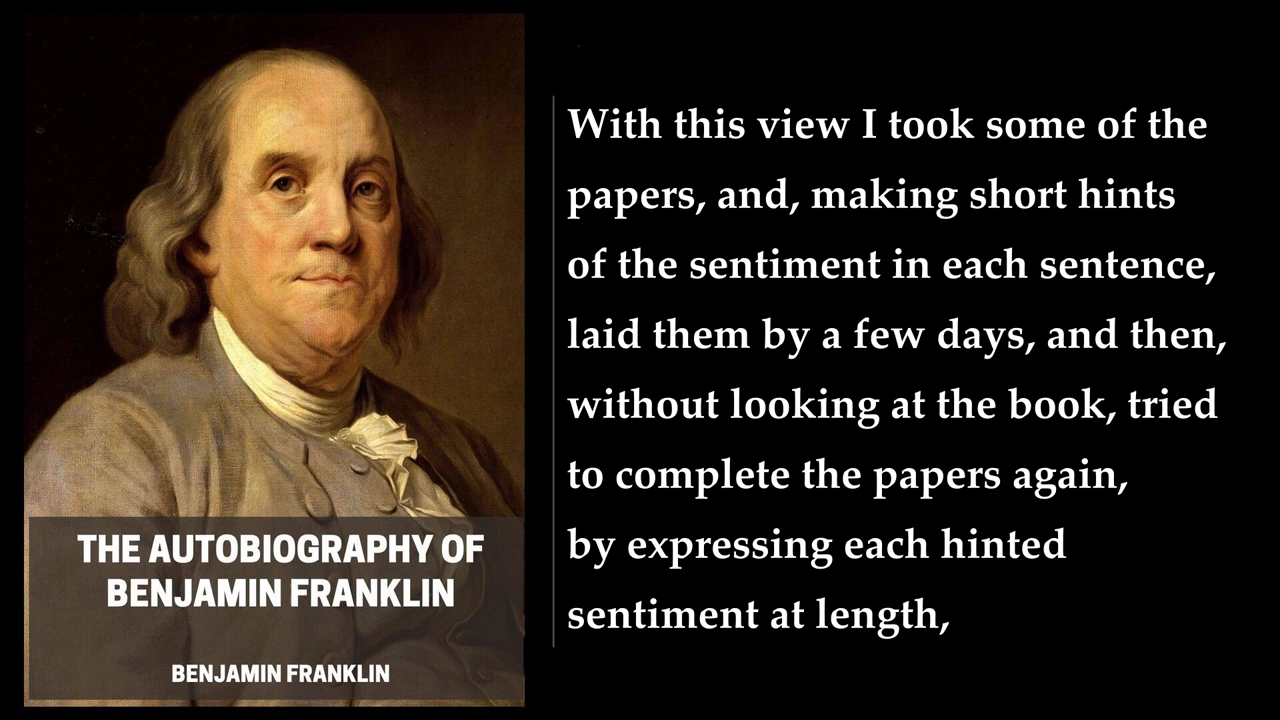 THE AUTOBIOGRAPHY OF
BENJAMIN FRANKLIN
BENJAMIN FRANKLIN
With this view I took some of the
papers, and, making short hints
of the sentiment in each sentence,
laid them by a few days, and then,
without looking at the book, tried
to complete the papers again,
by expressing each hinted
sentiment at length,